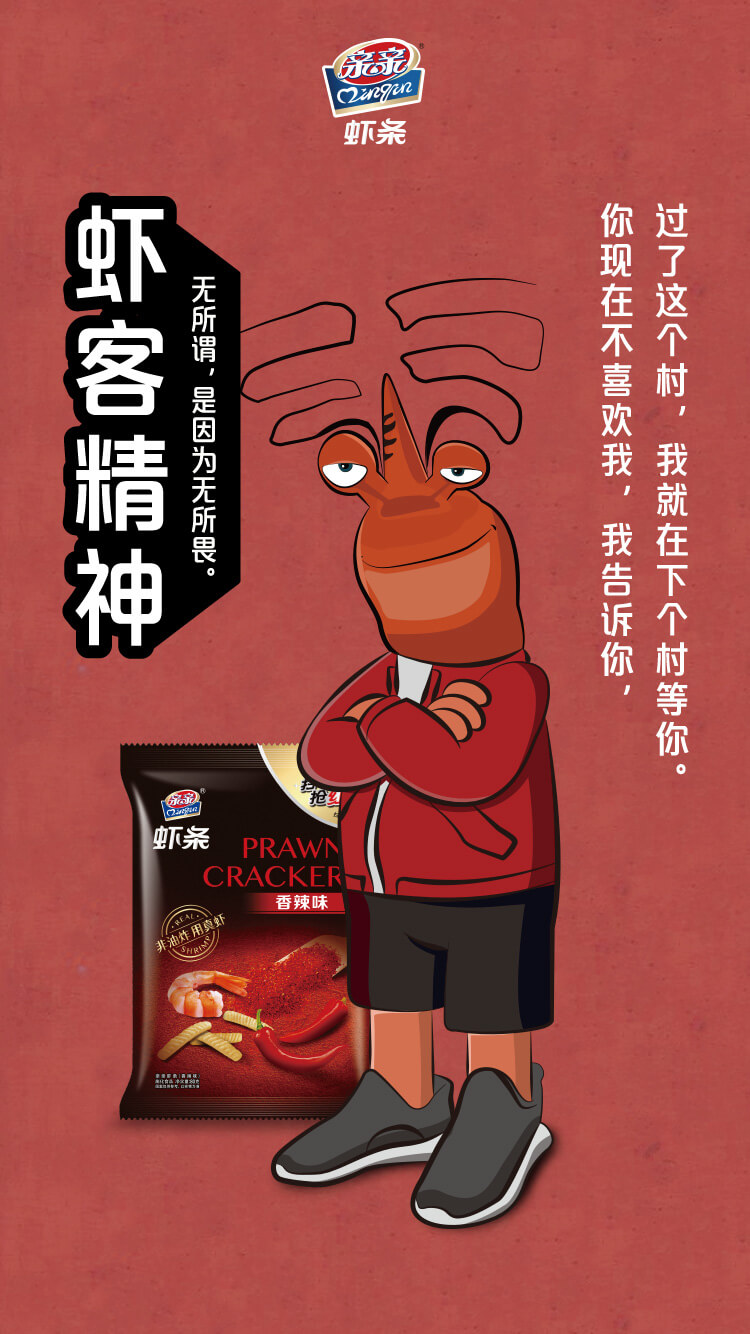 亲亲
Qinqin
虾条
虾客精神
无所谓，是因为无所畏。
过了这个村，我就在下个村等你。
你现在不喜欢我，我告诉你，
亲亲
Qinqin
虾条
PRAWN
CRACKER
香辣味
REAL
非油炸 用真虾
SHRIMP